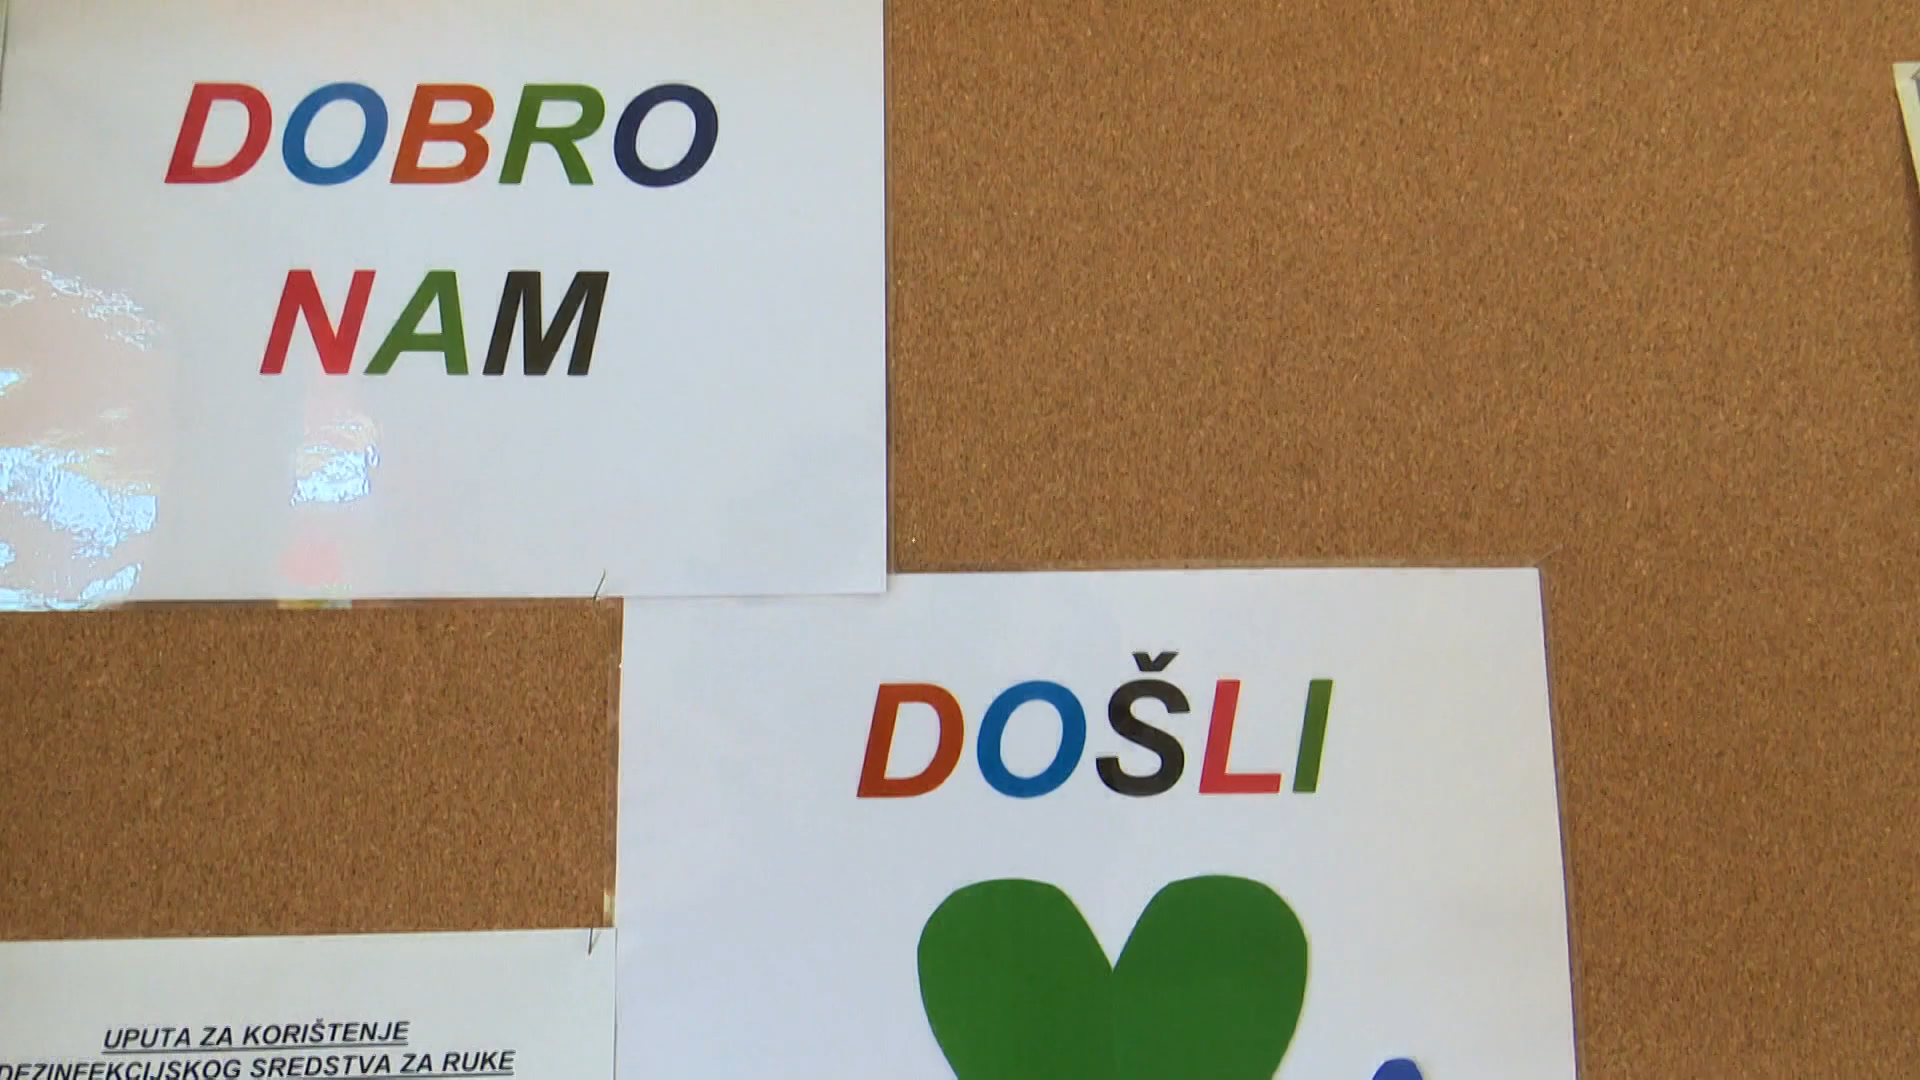 DOBRO
NAM
DOŠLI
UPUTA ZA KORIŠTENJE
DEZINFEKCIJSKOG SREDSTVA ZA RUKE